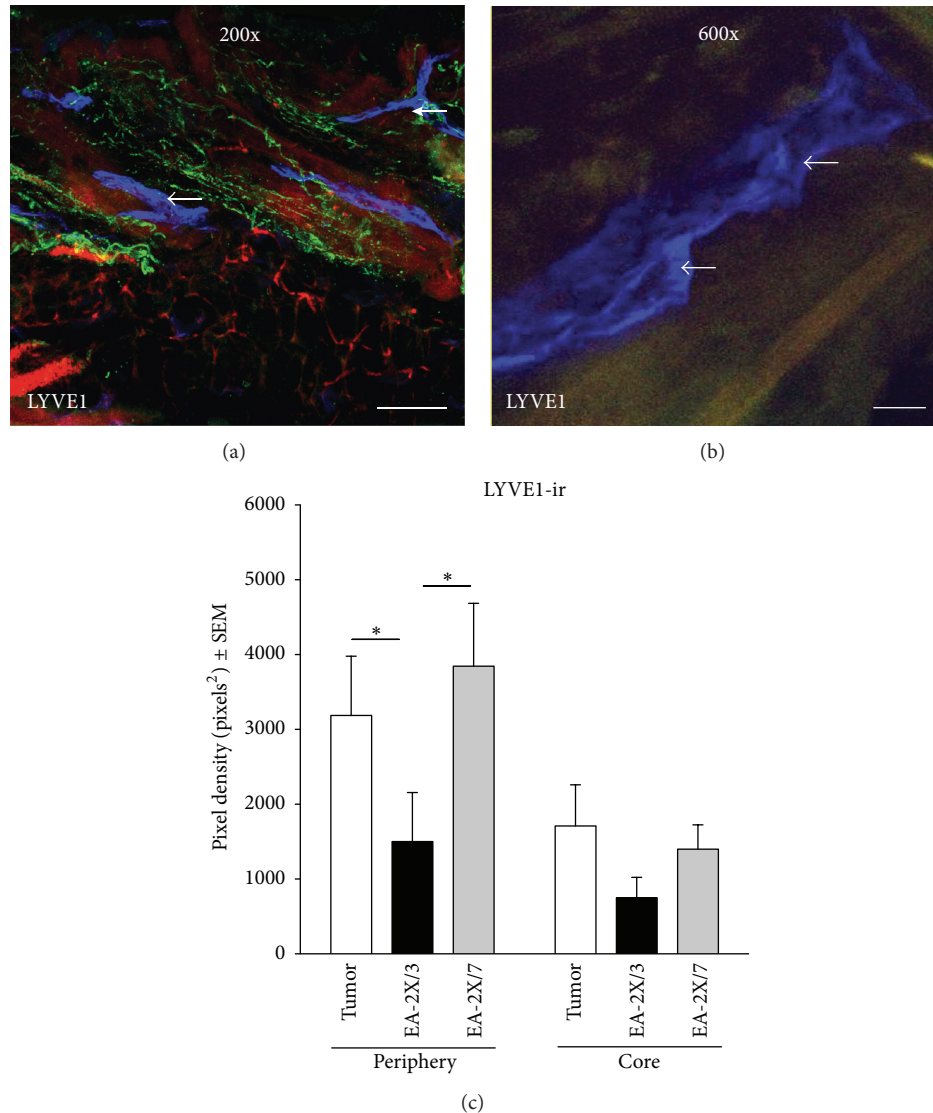 200x
LYVE1
(a)
600x
LYVE1
(b)
LYVE1-ir
Pixel density (pixels²) ± SEM
6000
5000
4000
3000
2000
1000
0
*
*
Tumor
EA-2X/3
EA-2X/7
Tumor
EA-2X/3
EA-2X/7
Periphery
Core
(c)